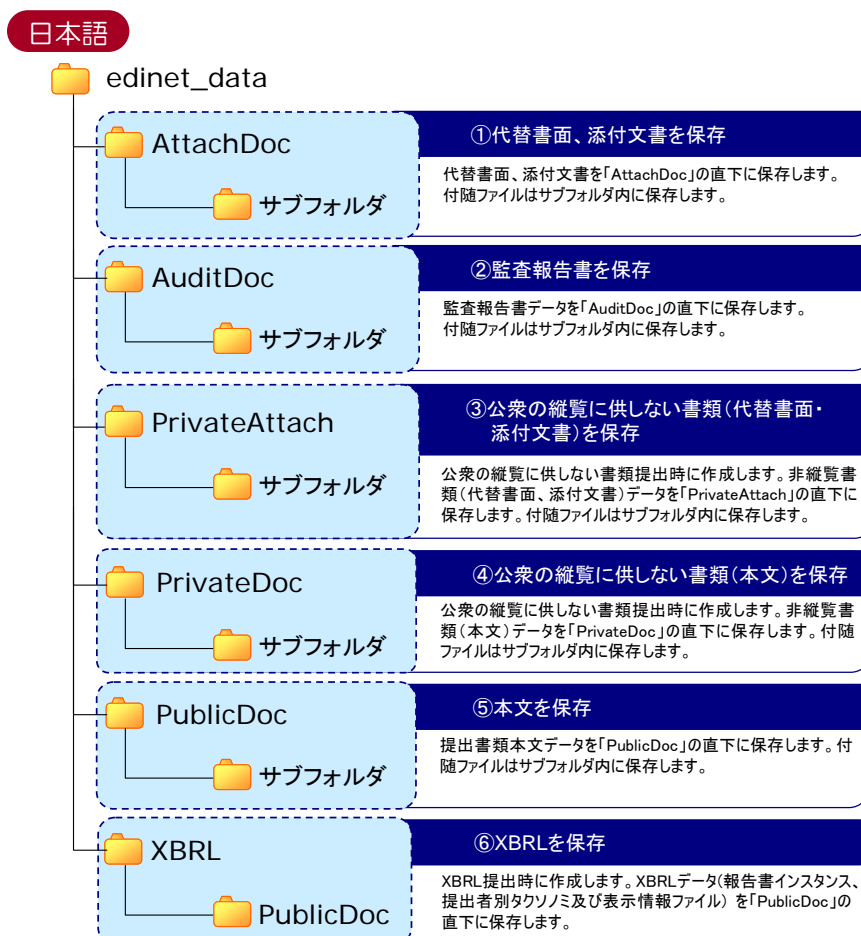 日本語
edinet_data
AttachDoc
サブフォルダ
①代替書面、添付文書を保存
代替書面、添付文書を「AttachDoc」の直下に保存します。
付随ファイルはサブフォルダ内に保存します。
AuditDoc
サブフォルダ
②監査報告書を保存
監査報告書データを「AuditDoc」の直下に保存します。
付随ファイルはサブフォルダ内に保存します。
PrivateAttach
サブフォルダ
③公衆の縦覧に供しない書類(代替書面・
添付文書)を保存
公衆の縦覧に供しない書類提出時に作成します。非縦覧書
類(代替書面、添付文書)データを「PrivateAttach」の直下に
保存します。付随ファイルはサブフォルダ内に保存します。
PrivateDoc
サブフォルダ
④公衆の縦覧に供しない書類(本文)を保存
公衆の縦覧に供しない書類提出時に作成します。非縦覧書
類(本文)データを「PrivateDoc」の直下に保存します。付随
ファイルはサブフォルダ内に保存します。
PublicDoc
サブフォルダ
⑤本文を保存
提出書類本文データを「PublicDoc」の直下に保存します。付
随ファイルはサブフォルダ内に保存します。
XBRL
PublicDoc
⑥XBRLを保存
XBRL提出時に作成します。XBRLデータ(報告書インスタンス、
提出者別タクソノミ及び表示情報ファイル) を「PublicDoc」の
直下に保存します。